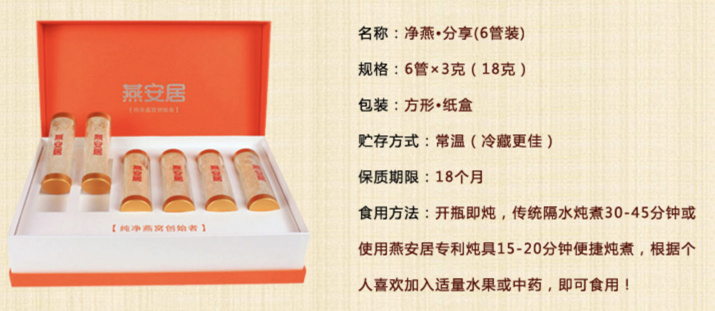 燕安居
燕安居
燕安居
燕安居
燕安居
燕安居
燕安居
【纯净燕窝创始者】
名称：净燕•分享(6管装)
规格：6管×3克（18克）
包装：方形•纸盒
贮存方式：常温（冷藏更佳）
保质期限：18个月
食用方法：开瓶即炖，传统隔水炖煮30-45分钟或
使用燕安居专利炖具15-20分钟便捷炖煮，根据个
人喜欢加入适量水果或中药，即可食用！